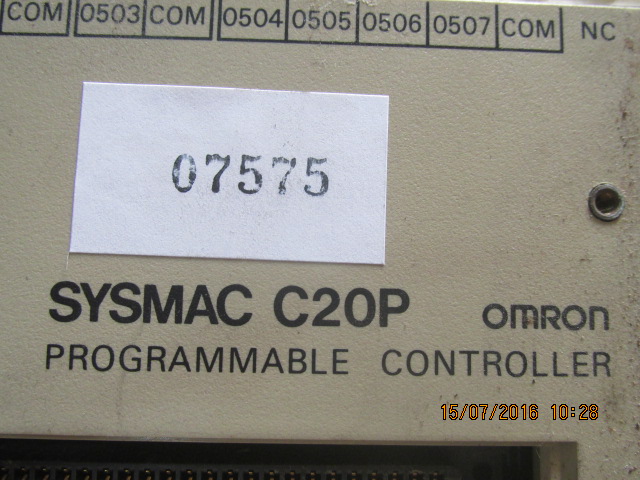 COM 0503 COM 0504 0505 0506 0507 COM NC
07575
SYSMAC C20P OMRON
PROGRAMMABLE CONTROLLER
15/07/2016 10:28